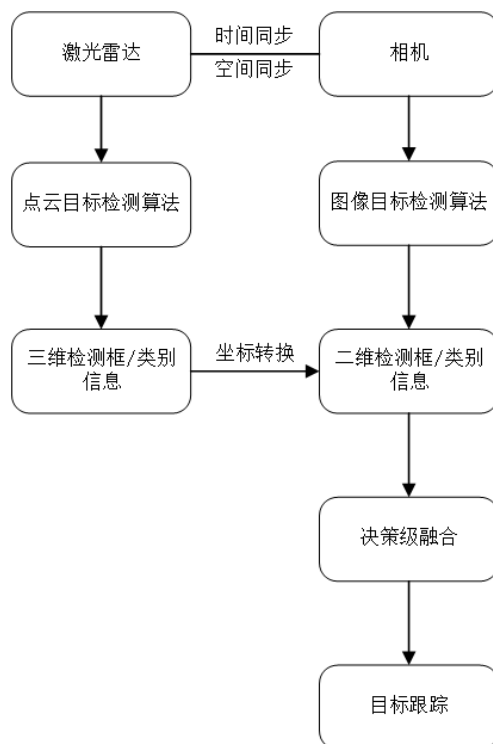 激光雷达
时间同步
空间同步
相机
点云目标检测算法
图像目标检测算法
三维检测框/类别
信息
坐标转换
二维检测框/类别
信息
决策级融合
目标跟踪